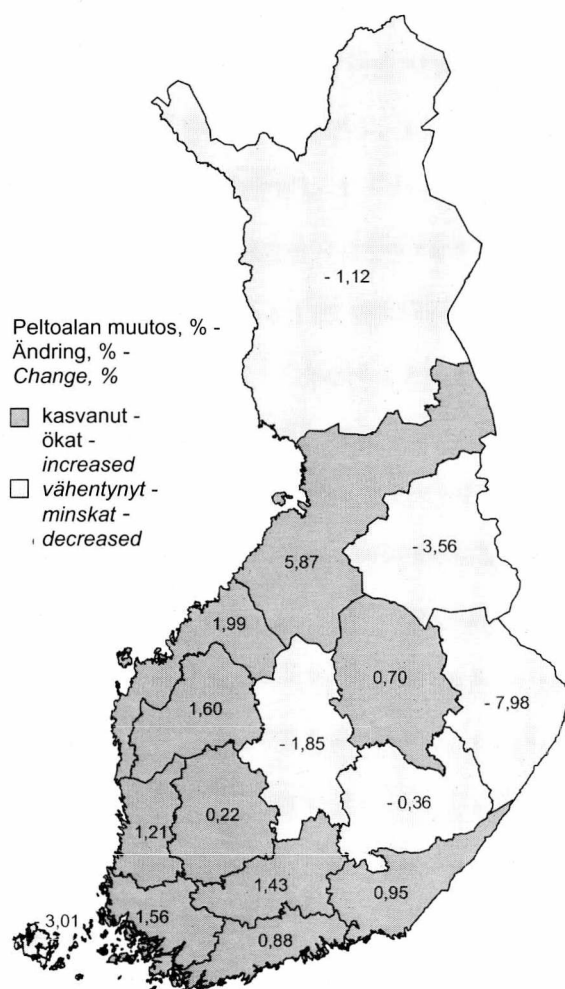 - 1,12
Peltoalan muutos, % -
Ändring, % -
Change, %
kasvanut -
ökat -
increased
vähentynyt -
minskat -
decreased
- 3,56
5,87
1,99
0,70
- 7,98
1,60
- 1,85
- 0,36
0,22
1,21
1,43
0,95
- 3,01
1,56
0,88